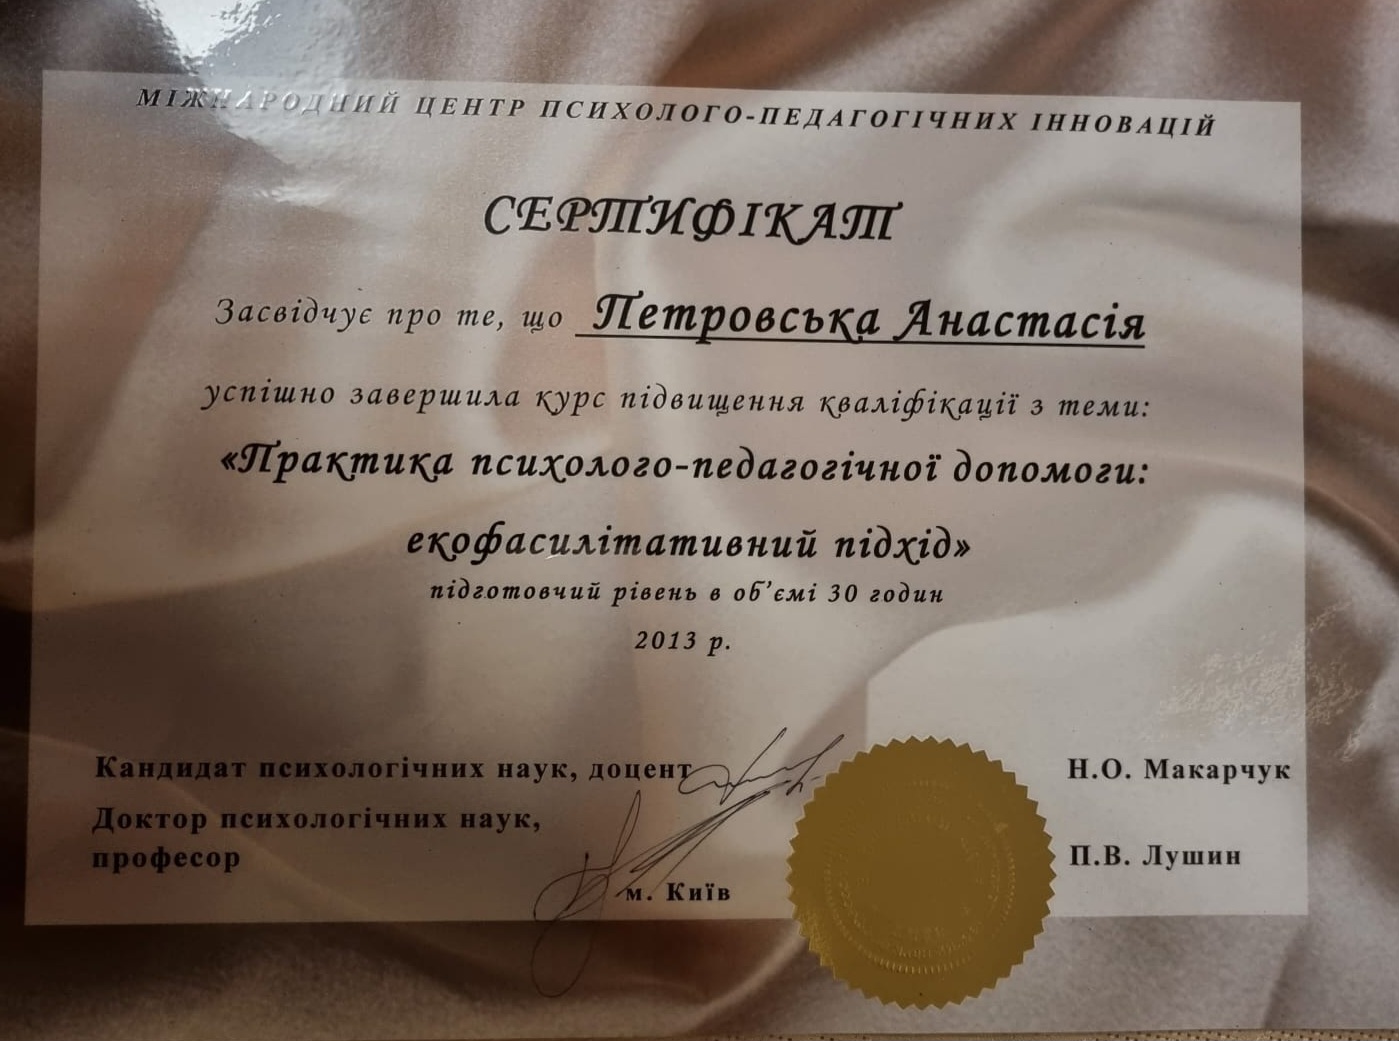 МІЖНАРОДНИЙ ЦЕНТР ПСИХОЛОГО-ПЕДАГОГІЧНИХ ІННОВАЦІЙ
СЕРТИФІКАТ
Засвідчує про те, що Петровська Анастасія
успішно завершила курс підвищення кваліфікації з теми:
«Практика психолого-педагогічної допомоги:
екофасилітативний підхід»
підготовчий рівень в об’ємі 30 годин
2013 р.
Кандидат психологічних наук, доцент Н.О. Макарчук
Доктор психологічних наук,
професор П.В. Лушин
м. Київ